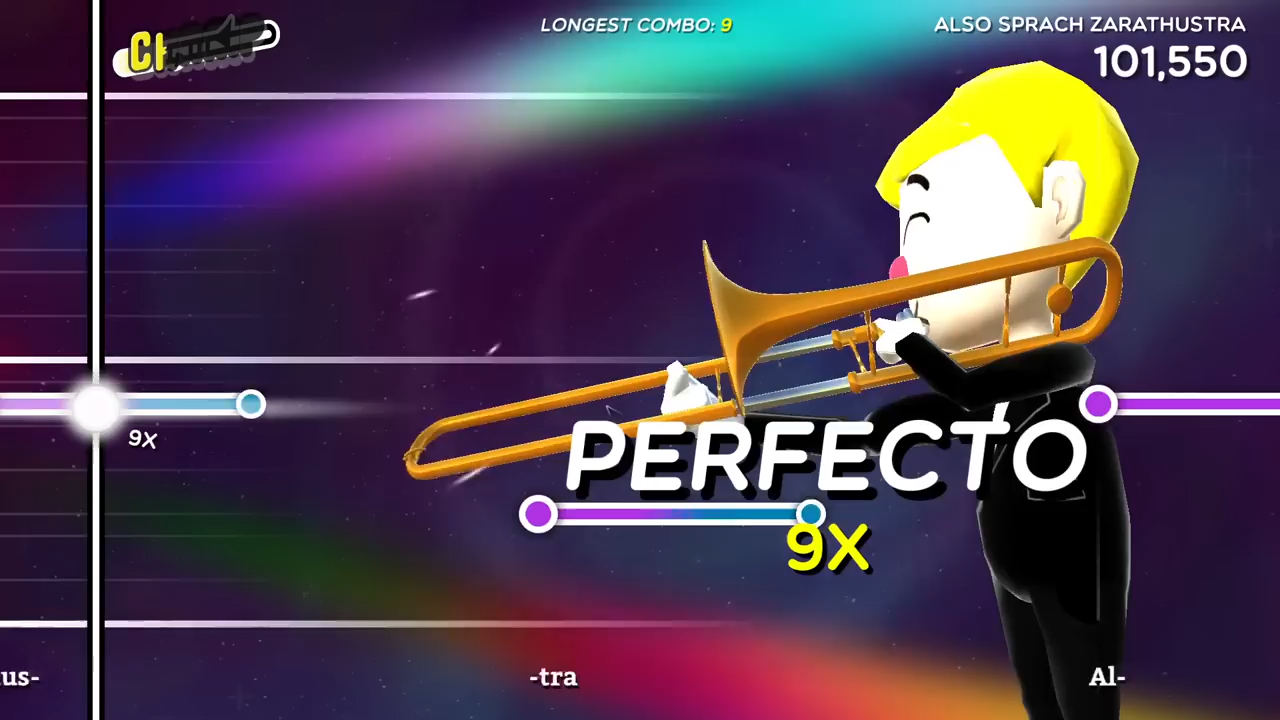 LONGEST COMBO: 9
ALSO SPRACH ZARATHUSTRA
101,550
9X
PERFECTO
9X
us-
-tra
Al-